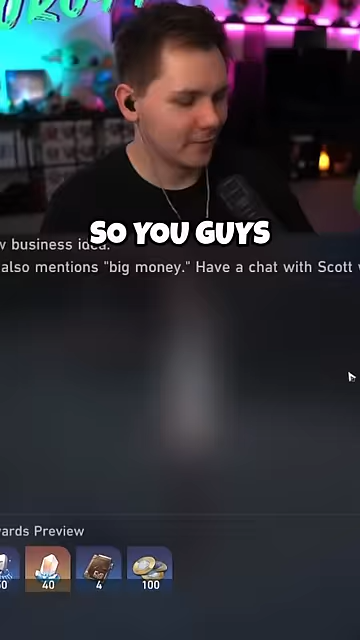 SO YOU GUYS
w business idea.
also mentions "big money." Have a chat with Scott
ards Preview
40
4
100